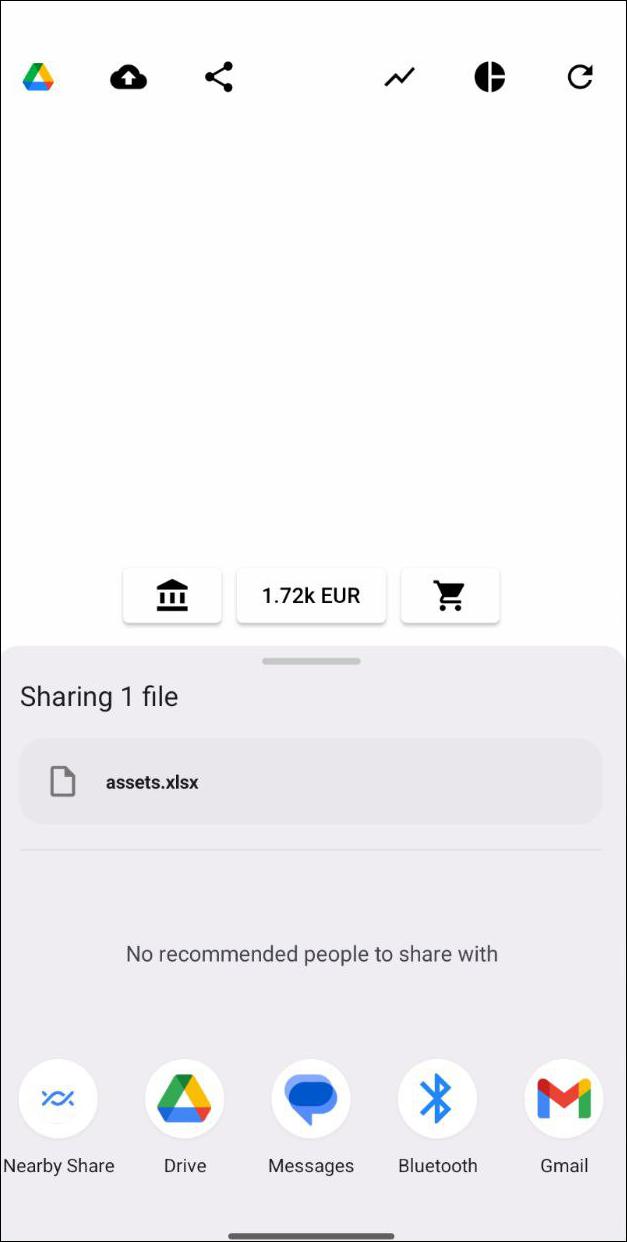 1.72k EUR
Sharing 1 file
assets.xlsx
No recommended people to share with
Nearby Share
Drive
Messages
Bluetooth
Gmail